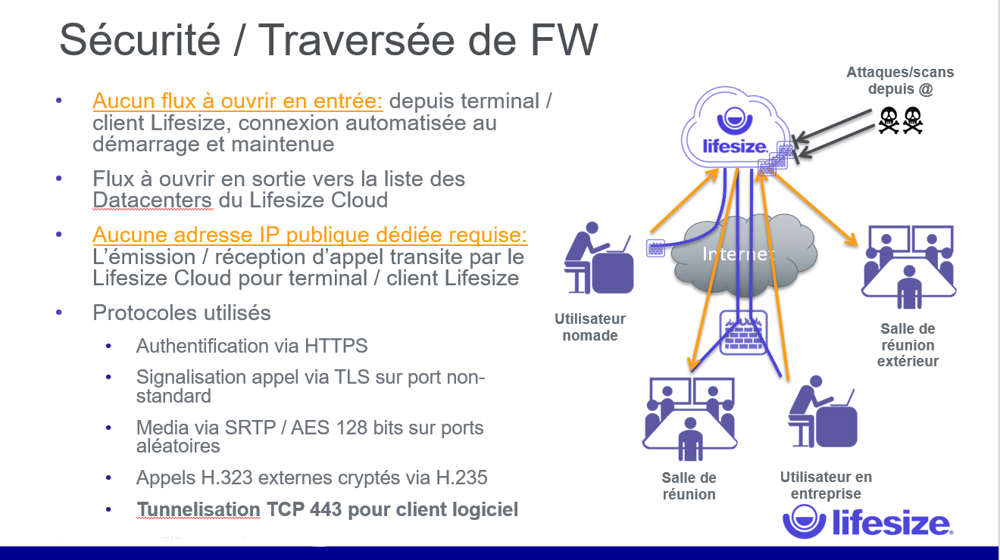 Sécurité / Traversée de FW
Aucun flux à ouvrir en entrée: depuis terminal /
client Lifesize, connexion automatisée au
démarrage et maintenue
Flux à ouvrir en sortie vers la liste des
Datacenters du Lifesize Cloud
Aucune adresse IP publique dédiée requise:
L’émission / réception d’appel transite par le
Lifesize Cloud pour terminal / client Lifesize
Protocoles utilisés
Authentification via HTTPS
Signalisation appel via TLS sur port non-
standard
Media via SRTP / AES 128 bits sur ports
aléatoires
Appels H.323 externes cryptés via H.235
Tunnelisation TCP 443 pour client logiciel
Attaques/scans
depuis @
lifesize.
Internet
Utilisateur
nomade
Salle de
réunion
extérieur
Salle de
réunion
Utilisateur en
entreprise
lifesize®